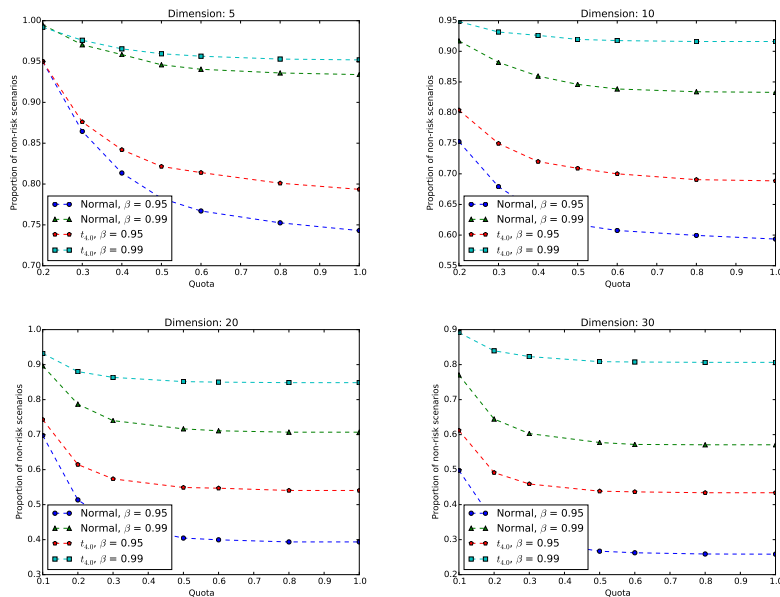 Dimension: 5
1.00
0.95
0.90
0.85
0.80
0.75
0.70
Proportion of non-risk scenarios
Normal, β = 0.95
Normal, β = 0.99
t4.0, β = 0.95
t4.0, β = 0.99
0.2 0.3 0.4 0.5 0.6 0.7 0.8 0.9 1.0
Quota
Dimension: 10
0.95
0.90
0.85
0.80
0.75
0.70
0.65
0.60
0.55
Proportion of non-risk scenarios
Normal, β = 0.95
Normal, β = 0.99
t4.0, β = 0.95
t4.0, β = 0.99
0.2 0.3 0.4 0.5 0.6 0.7 0.8 0.9 1.0
Quota
Dimension: 20
1.0
0.9
0.8
0.7
0.6
0.5
0.4
0.3
Proportion of non-risk scenarios
Normal, β = 0.95
Normal, β = 0.99
t4.0, β = 0.95
t4.0, β = 0.99
0.1 0.2 0.3 0.4 0.5 0.6 0.7 0.8 0.9 1.0
Quota
Dimension: 30
0.9
0.8
0.7
0.6
0.5
0.4
0.3
0.2
Proportion of non-risk scenarios
Normal, β = 0.95
Normal, β = 0.99
t4.0, β = 0.95
t4.0, β = 0.99
0.1 0.2 0.3 0.4 0.5 0.6 0.7 0.8 0.9 1.0
Quota